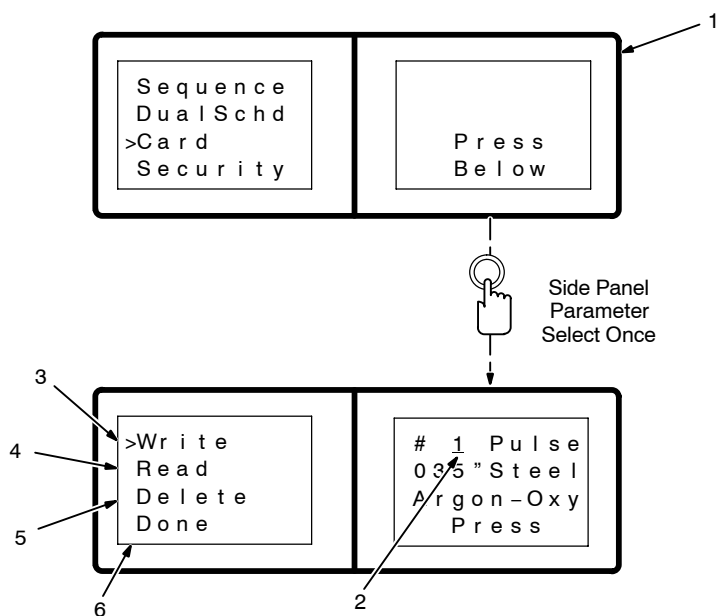 1
Sequence
DualSchd
>Card
Security
Press
Below
Side Panel
Parameter
Select Once
3
4
5
6
>Write
Read
Delete
Done
# 1 Pulse
035" Steel
Argon–Oxy
Press
2